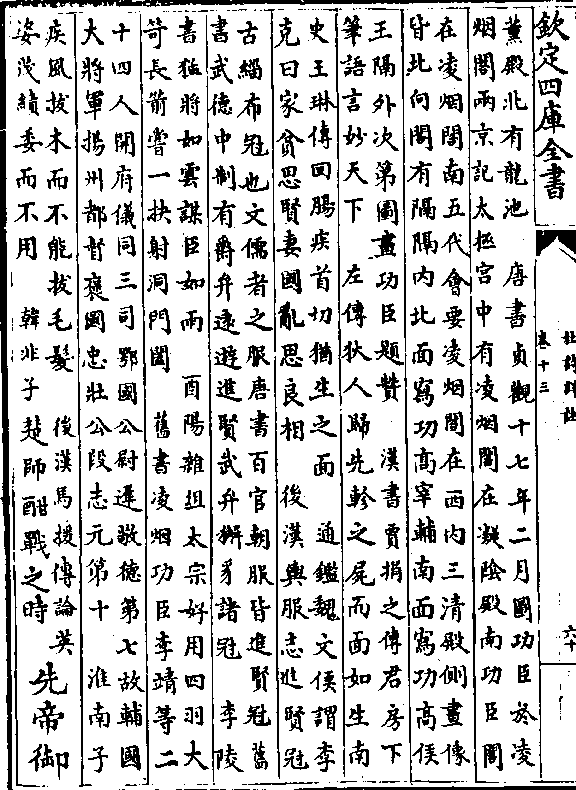 欽定四庫全書
杜詩詳註
卷十三
六十
薰殿北有龍池　唐書貞觀十七年二月圖功臣於凌
烟閣兩京記太極宮中有凌烟閣在凝陰殿南功臣閣
在凌烟閣南五代會要凌烟閣在西内三清殿側畫像
皆北向閣有隔隔内北面寫功髙宰輔南面寫功髙侯
王隔外次第圖畫功臣題贊　漢書賈捐之傳君房下
筆語言妙天下　左傳狄人歸先軫之屍而面如生南
史王琳傳回腸疾首切猶生之面　通鑑魏文侯謂李
克曰家貧思賢妻國亂思良相　後漢輿服志進賢冠
古緇布冠也文儒者之服唐書百官朝服皆進賢冠舊
書武德中制有爵弁逺遊進賢武弁獬豸諸冠　李陵
書猛將如雲謀臣如雨　酉陽雜俎太宗好用四羽大
笴長箭嘗一抉射洞門闔　舊書凌烟功臣李靖等二
十四人開府儀同三司鄂國公尉遲敬德第七故輔國
大將軍揚州都督褒國忠壯公段志元第十　淮南子
疾風拔木而不能拔毛髮　後漢馬援傳論英
姿茂績委而不用　韓非子楚師酣戰之時
先帝御